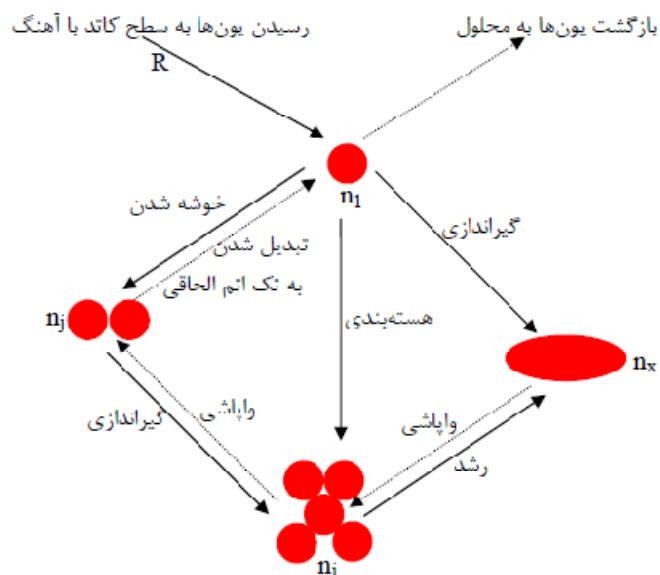 رسیدن یون‌ها به سطح کاتد با آهنگ
R
بازگشت یون‌ها به محلول
n1
خوشه شدن
تبدیل شدن
به تک اتم الحاقی
گیراندازی
هسته‌بندی
nj
nx
گیراندازی
واپاشی
واپاشی
رشد
ni